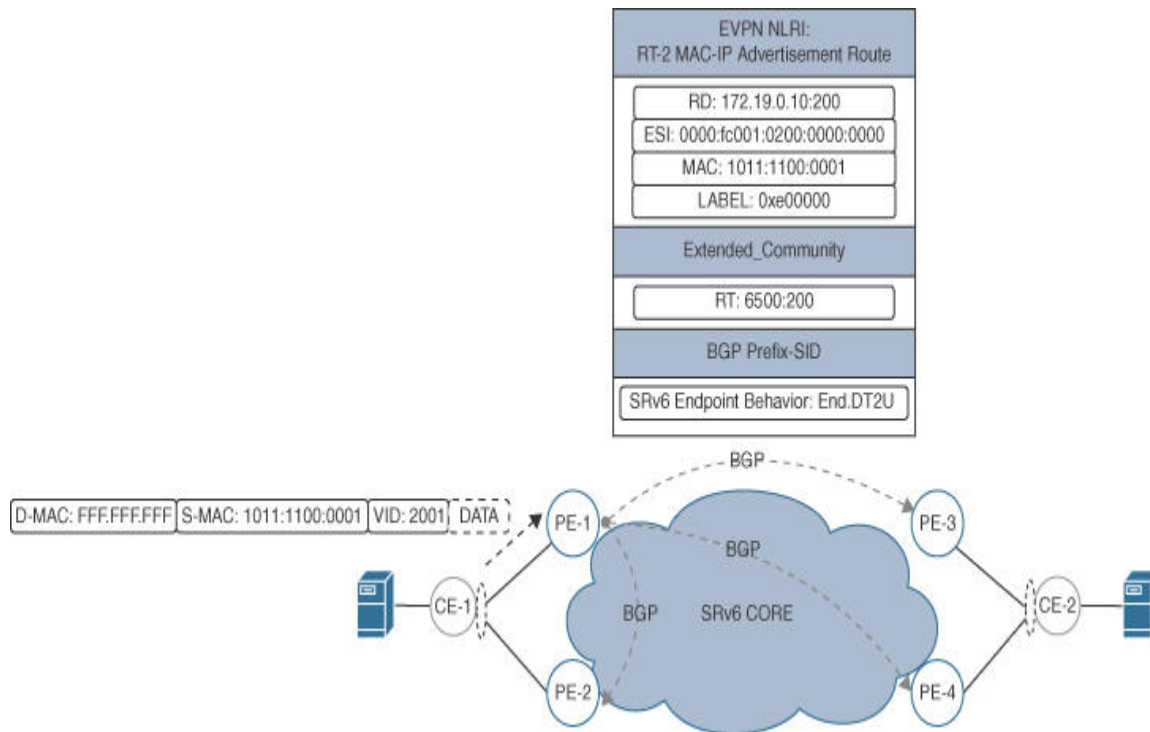 EVPN NLRI:
RT-2 MAC-IP Advertisement Route
RD: 172.19.0.10:200
ESI: 0000:fc001:0200:0000:0000
MAC: 1011:1100:0001
LABEL: 0xe00000
Extended_Community
RT: 6500:200
BGP Prefix-SID
SRv6 Endpoint Behavior: End.DT2U
BGP
D-MAC: FFF.FFF.FFF S-MAC: 1011:1100:0001 VID: 2001 DATA
PE-1
PE-3
BGP
CE-1
BGP
SRv6 CORE
CE-2
PE-2
PE-4